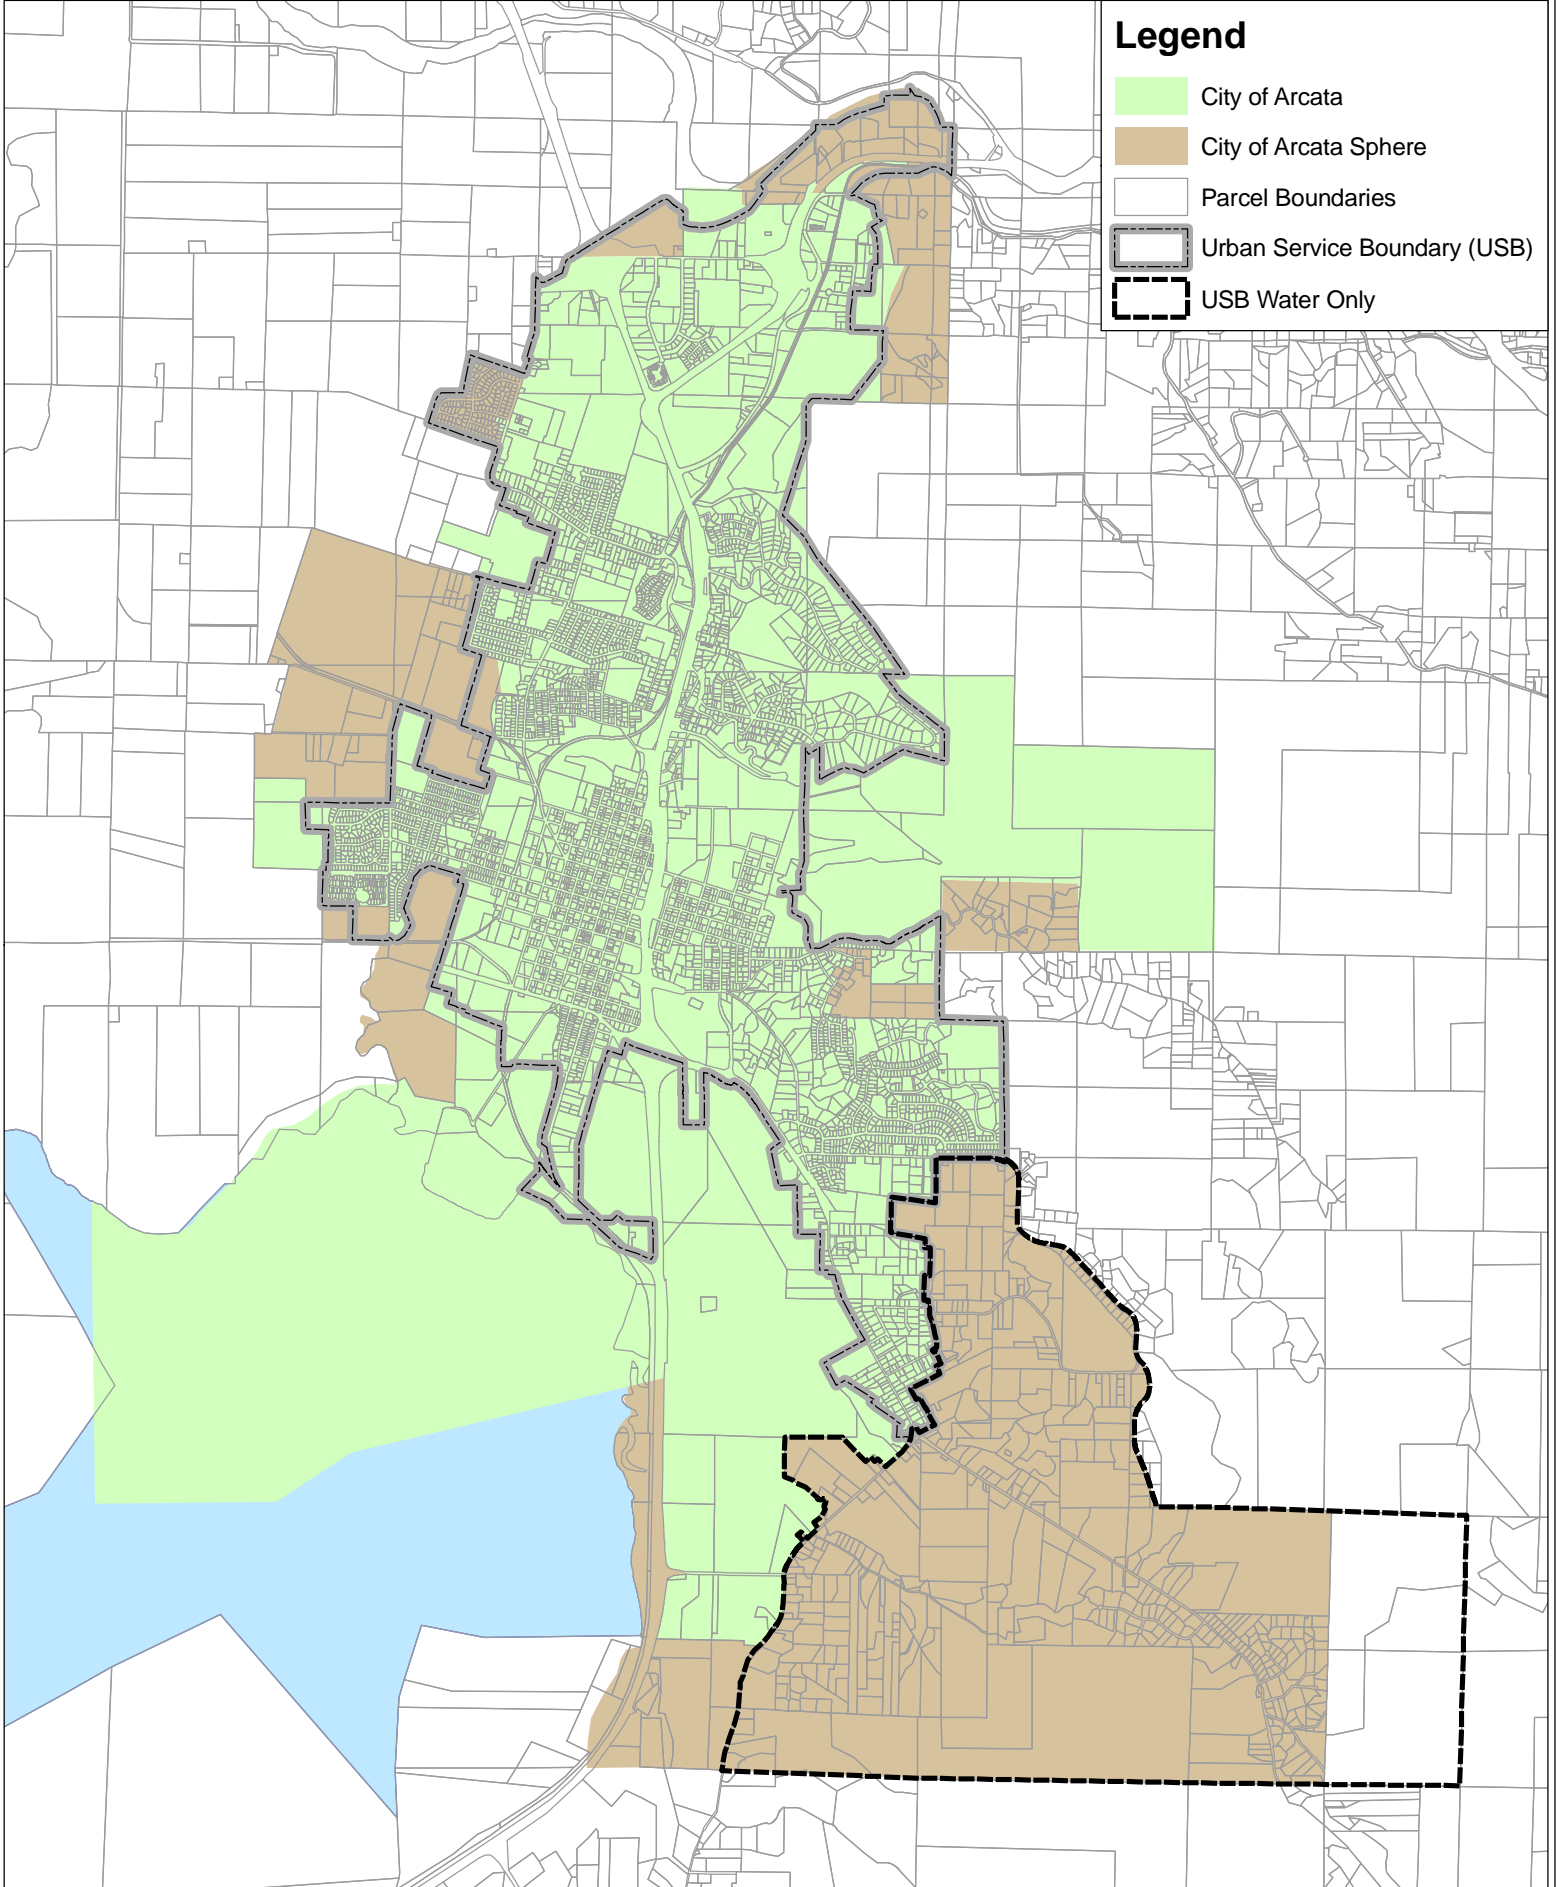 Legend
City of Arcata
City of Arcata Sphere
Parcel Boundaries
Urban Service Boundary (USB)
USB Water Only